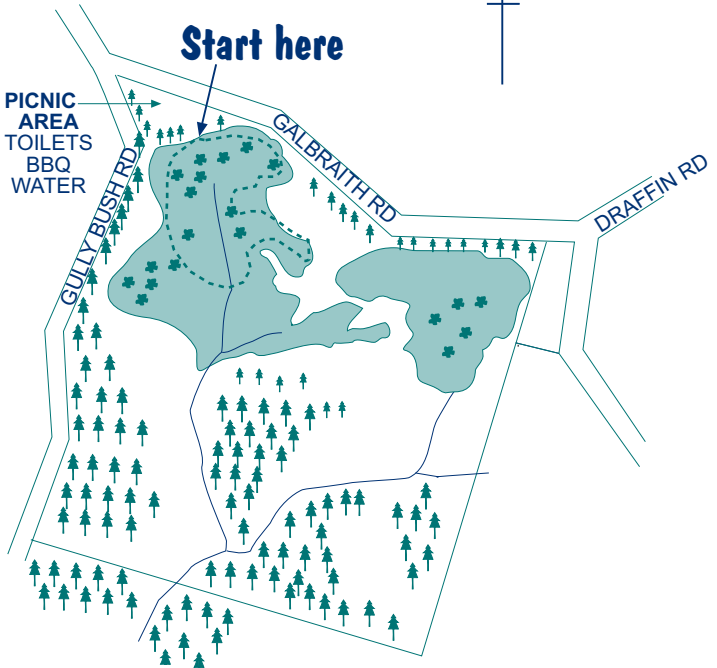 Start here
PICNIC
AREA
TOILETS
BBQ
WATER
GULLY BUSH RD
GALBRAITH RD
DRAFFIN RD